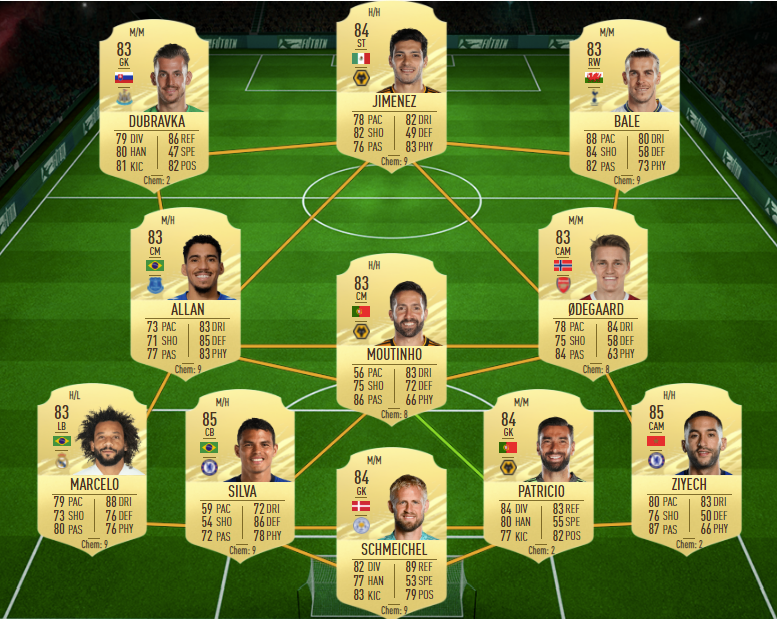 M/M
83
GK
DUBRAVKA
79 DIV 86 REF
80 HAN 47 SPE
81 KIC 82 POS
Chem: 2
H/H
84
ST
JIMENEZ
78 PAC 82 DRI
82 SHO 49 DEF
76 PAS 83 PHY
Chem: 9
M/M
83
RW
BALE
88 PAC 80 DRI
84 SHO 58 DEF
82 PAS 73 PHY
Chem: 9
M/H
83
CM
ALLAN
73 PAC 83 DRI
71 SHO 85 DEF
77 PAS 83 PHY
Chem: 9
H/H
83
CM
MOUTINHO
56 PAC 83 DRI
75 SHO 72 DEF
86 PAS 66 PHY
Chem: 8
M/M
83
CAM
ØDEGAARD
78 PAC 84 DRI
75 SHO 58 DEF
84 PAS 63 PHY
Chem: 8
H/L
83
LB
MARCELO
79 PAC 88 DRI
73 SHO 76 DEF
80 PAS 76 PHY
Chem: 9
M/H
85
CB
SILVA
59 PAC 72 DRI
54 SHO 86 DEF
72 PAS 78 PHY
Chem: 9
M/M
84
GK
SCHMEICHEL
82 DIV 89 REF
77 HAN 53 SPE
83 KIC 79 POS
Chem: 9
M/M
84
GK
PATRICIO
84 DIV 83 REF
80 HAN 55 SPE
77 KIC 82 POS
Chem: 2
H/H
85
CAM
ZIYECH
80 PAC 83 DRI
76 SHO 50 DEF
87 PAS 66 PHY
Chem: 2